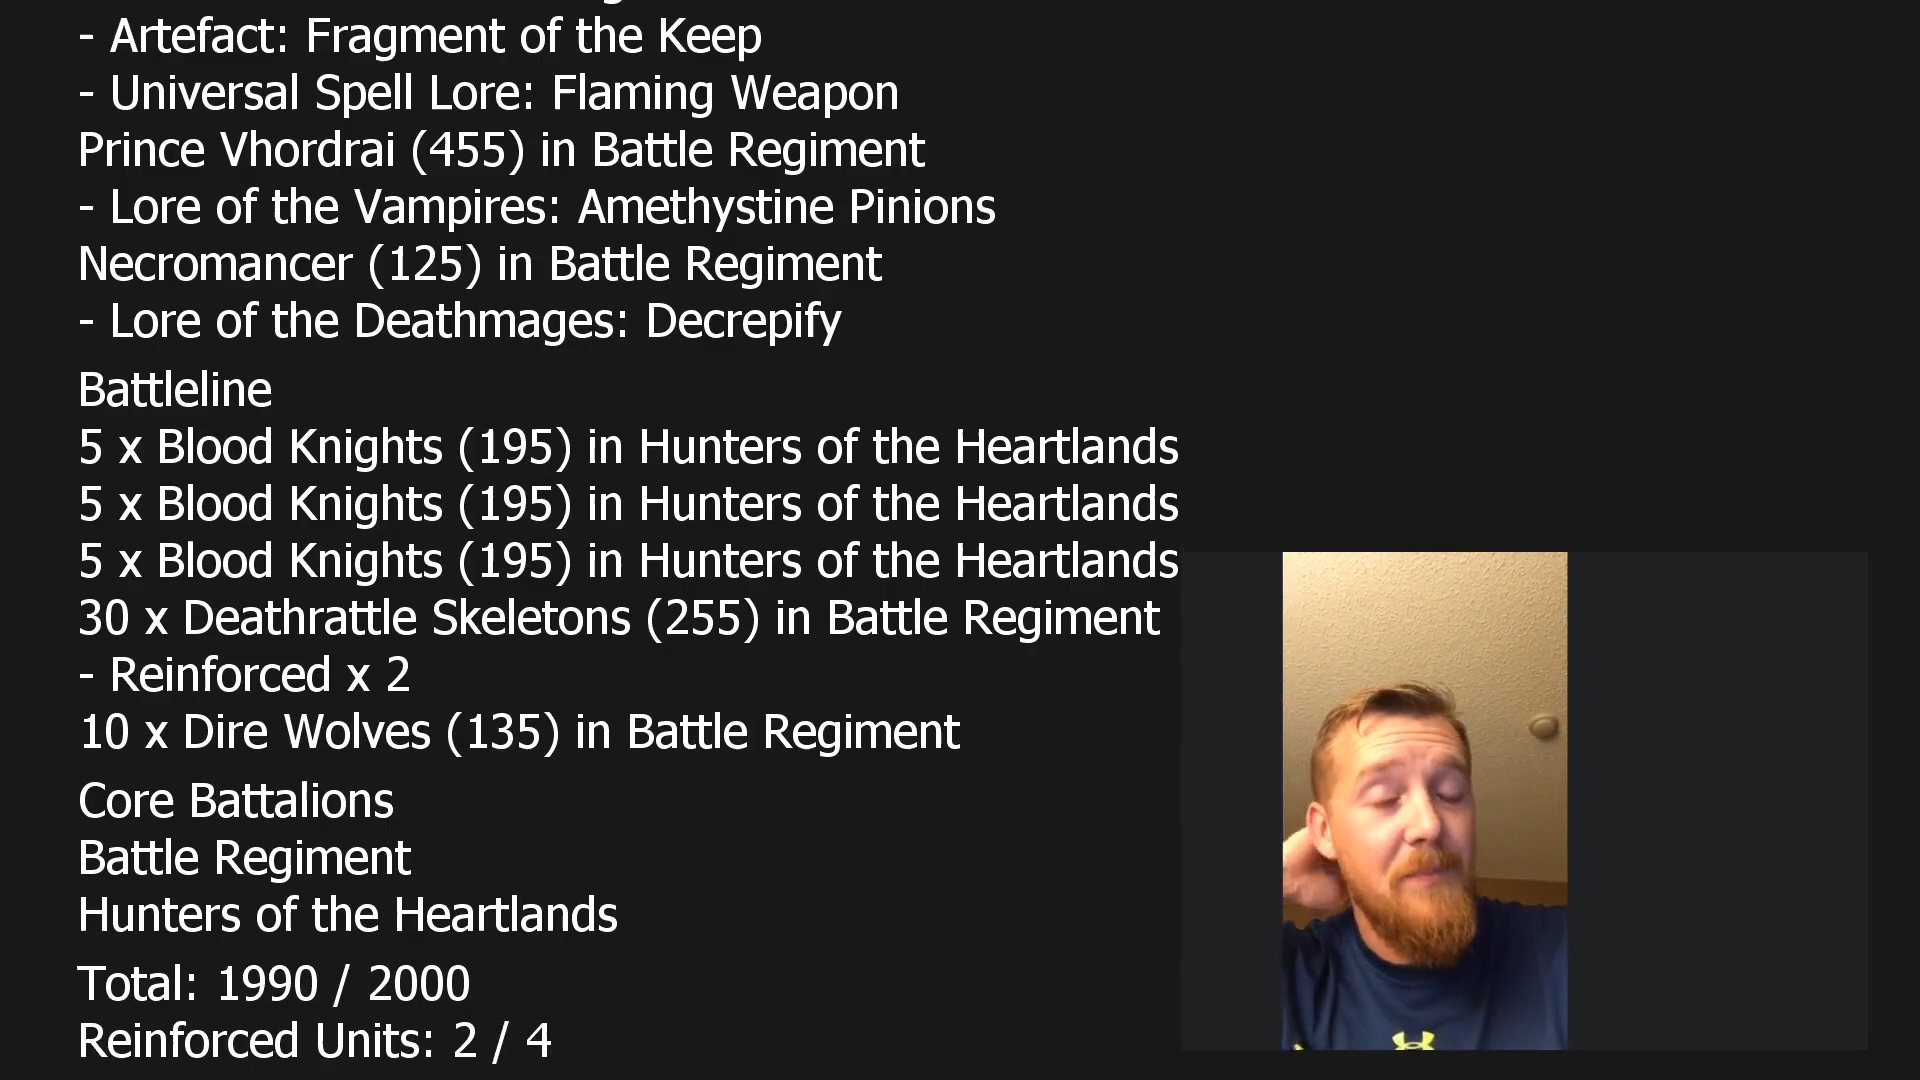 - Artefact: Fragment of the Keep
- Universal Spell Lore: Flaming Weapon
Prince Vhordrai (455) in Battle Regiment
- Lore of the Vampires: Amethystine Pinions
Necromancer (125) in Battle Regiment
- Lore of the Deathmages: Decrepify
Battleline
5 x Blood Knights (195) in Hunters of the Heartlands
5 x Blood Knights (195) in Hunters of the Heartlands
5 x Blood Knights (195) in Hunters of the Heartlands
30 x Deathrattle Skeletons (255) in Battle Regiment
- Reinforced x 2
10 x Dire Wolves (135) in Battle Regiment
Core Battalions
Battle Regiment
Hunters of the Heartlands
Total: 1990 / 2000
Reinforced Units: 2 / 4